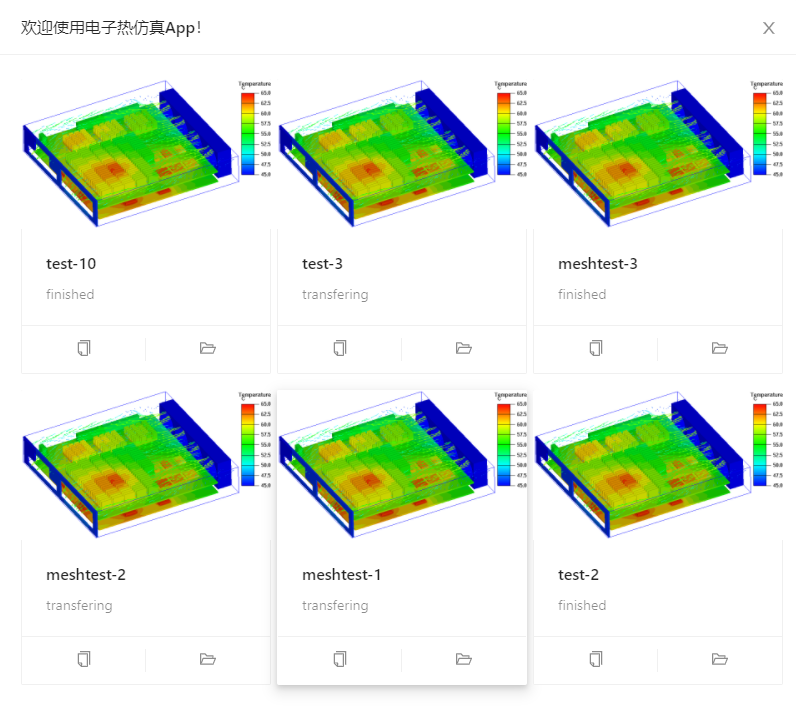 欢迎使用电子热仿真App!
Temperature
C
65.0
62.5
60.0
57.5
55.0
52.5
50.0
47.5
45.0
Temperature
C
65.0
62.5
60.0
57.5
55.0
52.5
50.0
47.5
45.0
Temperature
C
65.0
62.5
60.0
57.5
55.0
52.5
50.0
47.5
45.0
test-10
finished
test-3
transfering
meshtest-3
finished
Temperature
C
65.0
62.5
60.0
57.5
55.0
52.5
50.0
47.5
45.0
Temperature
C
65.0
62.5
60.0
57.5
55.0
52.5
50.0
47.5
45.0
Temperature
C
65.0
62.5
60.0
57.5
55.0
52.5
50.0
47.5
45.0
meshtest-2
transfering
meshtest-1
transfering
test-2
finished